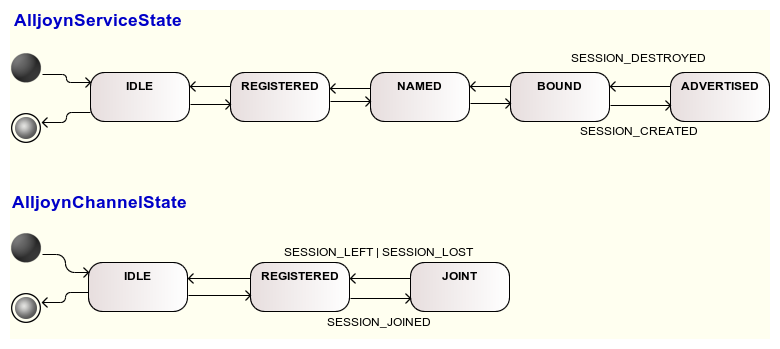 AlljoynServiceState
SESSION_DESTROYED
IDLE REGISTERED NAMED BOUND ADVERTISED
SESSION_CREATED
AlljoynChannelState
SESSION_LEFT | SESSION_LOST
IDLE REGISTERED JOINT
SESSION_JOINED